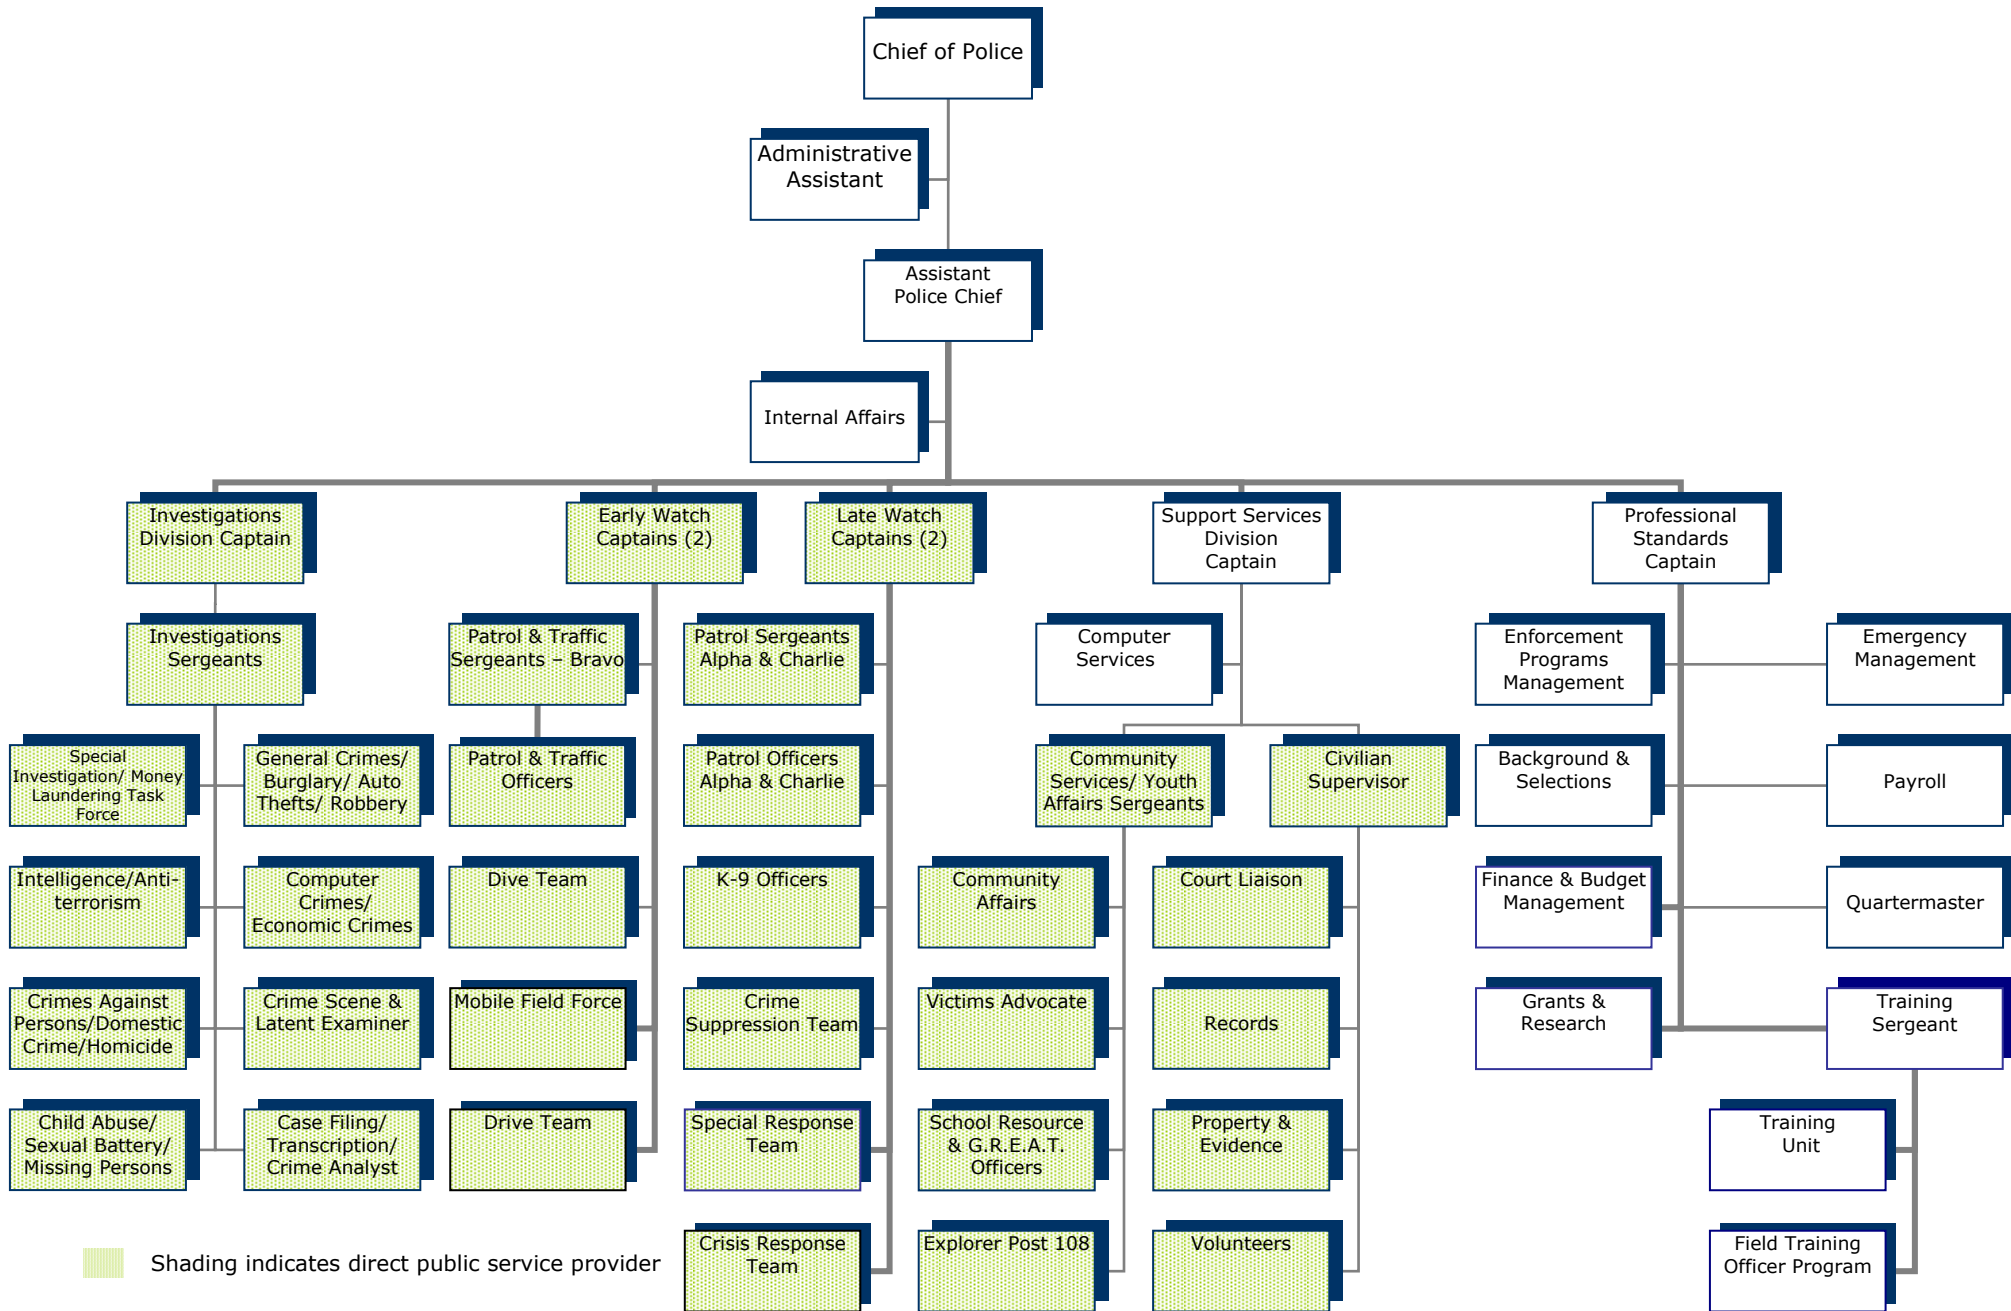 Chief of Police
Administrative
Assistant
Assistant
Police Chief
Internal Affairs
Investigations
Division Captain
Early Watch
Captains (2)
Late Watch
Captains (2)
Support Services
Division
Captain
Professional
Standards
Captain
Investigations
Sergeants
Patrol & Traffic
Sergeants – Bravo
Patrol Sergeants
Alpha & Charlie
Computer
Services
Enforcement
Programs
Management
Emergency
Management
Special
Investigation/ Money
Laundering Task
Force
General Crimes/
Burglary/ Auto
Thefts/ Robbery
Patrol & Traffic
Officers
Patrol Officers
Alpha & Charlie
Community
Services/ Youth
Affairs Sergeants
Civilian
Supervisor
Background &
Selections
Payroll
Intelligence/Anti-
terrorism
Computer
Crimes/
Economic Crimes
Dive Team
K-9 Officers
Community
Affairs
Court Liaison
Finance & Budget
Management
Quartermaster
Crimes Against
Persons/Domestic
Crime/Homicide
Crime Scene &
Latent Examiner
Mobile Field Force
Crime
Suppression Team
Victims Advocate
Records
Grants &
Research
Training
Sergeant
Child Abuse/
Sexual Battery/
Missing Persons
Case Filing/
Transcription/
Crime Analyst
Drive Team
Special Response
Team
School Resource
& G.R.E.A.T.
Officers
Property &
Evidence
Training
Unit
Shading indicates direct public service provider
Crisis Response
Team
Explorer Post 108
Volunteers
Field Training
Officer Program